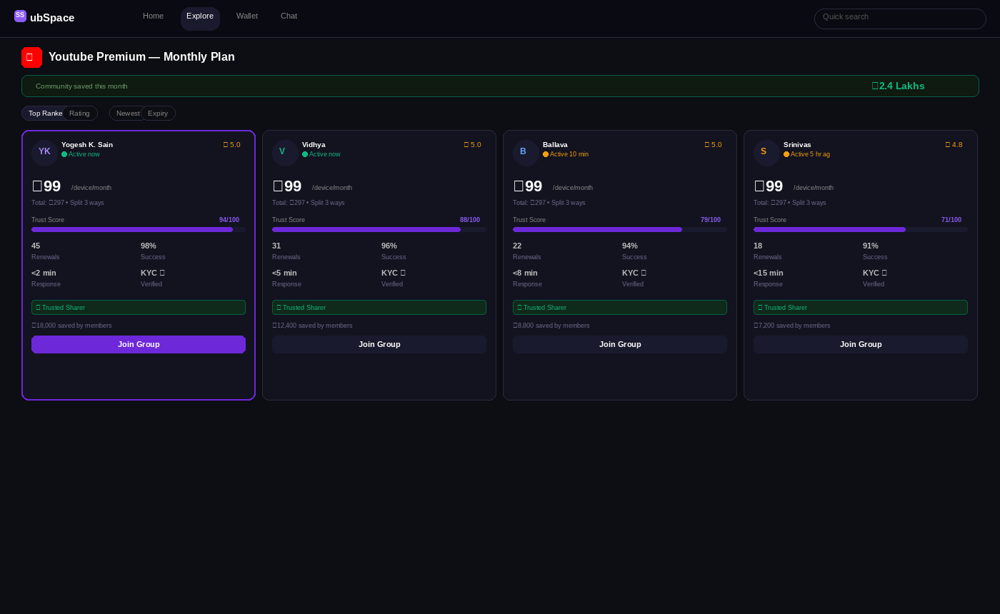 SS ubSpace Home Explore Wallet Chat Quick search
Youtube Premium — Monthly Plan
Community saved this month □2.4 Lakhs
Top Ranke Rating Newest Expiry
YK Yogesh K. Sain □ 5.0
Active now
□99 /device/month
Total: □297 • Split 3 ways
Trust Score 94/100
45 98%
Renewals Success
<2 min KYC □
Response Verified
□ Trusted Sharer
□18,000 saved by members
Join Group
V Vidhya □ 5.0
Active now
□99 /device/month
Total: □297 • Split 3 ways
Trust Score 88/100
31 96%
Renewals Success
<5 min KYC □
Response Verified
□ Trusted Sharer
□12,400 saved by members
Join Group
B Ballava □ 5.0
Active 10 min
□99 /device/month
Total: □297 • Split 3 ways
Trust Score 79/100
22 94%
Renewals Success
<8 min KYC □
Response Verified
□ Trusted Sharer
□8,800 saved by members
Join Group
S Srinivas □ 4.8
Active 5 hr ag
□99 /device/month
Total: □297 • Split 3 ways
Trust Score 71/100
18 91%
Renewals Success
<15 min KYC □
Response Verified
□ Trusted Sharer
□7,200 saved by members
Join Group